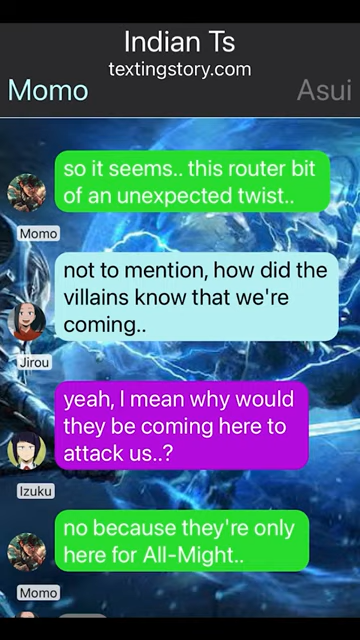 Indian Ts
textingstory.com
Momo
Asui
so it seems.. this router bit
of an unexpected twist..
Momo
not to mention, how did the
villains know that we're
coming..
Jirou
yeah, I mean why would
they be coming here to
attack us..?
Izuku
no because they're only
here for All-Might..
Momo